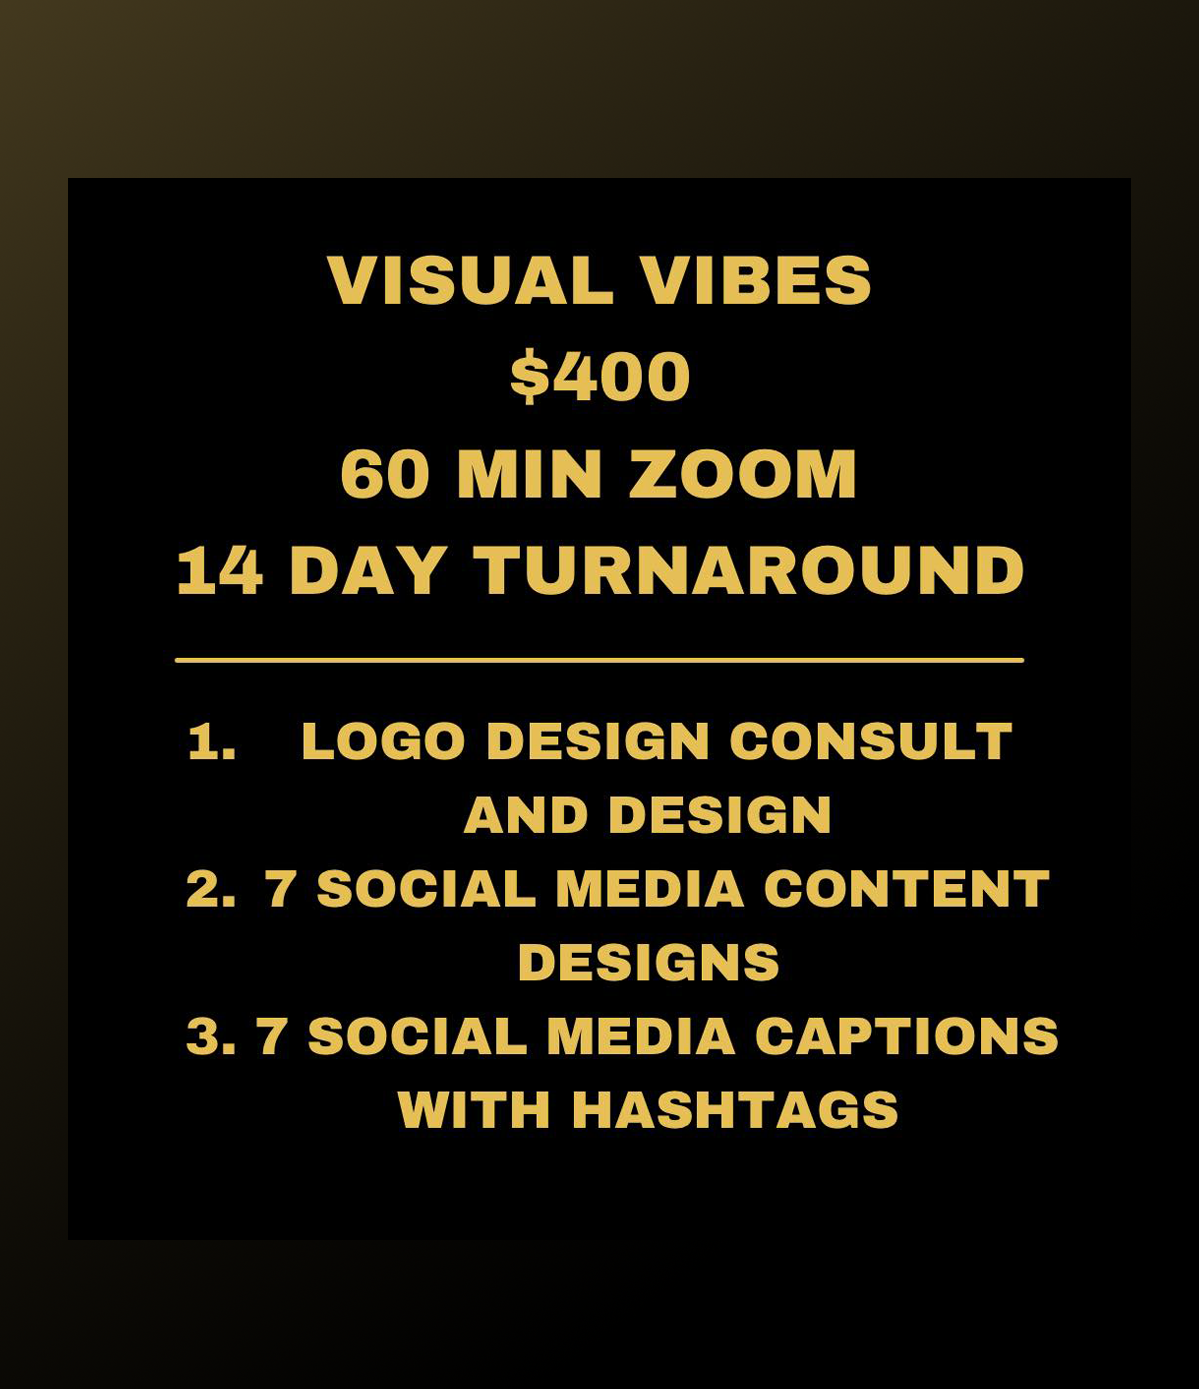 VISUAL VIBES
$400
60 MIN ZOOM
14 DAY TURNAROUND
1. LOGO DESIGN CONSULT
AND DESIGN
2. 7 SOCIAL MEDIA CONTENT
DESIGNS
3. 7 SOCIAL MEDIA CAPTIONS
WITH HASHTAGS